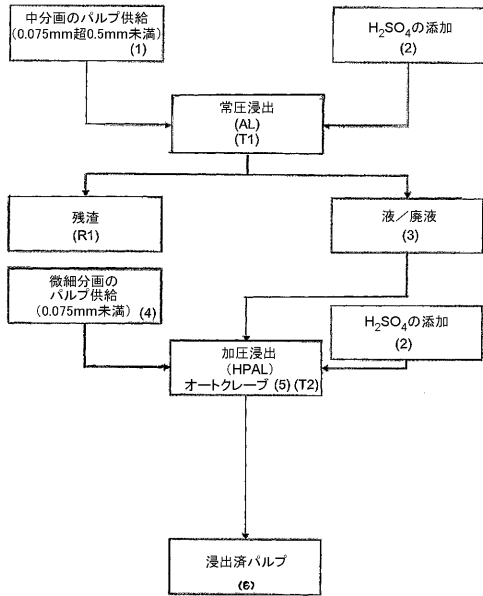 中分画のパルプ供給
(0.075mm超0.5mm未満)
(1)
H2SO4の添加
(2)
常圧浸出
(AL)
(T1)
残渣
(R1)
液/廃液
(3)
微細分画の
パルプ供給
(0.075mm未満) (4)
H2SO4の添加
(2)
加圧浸出
(HPAL)
オートクレーブ (5) (T2)
浸出済パルプ
(6)